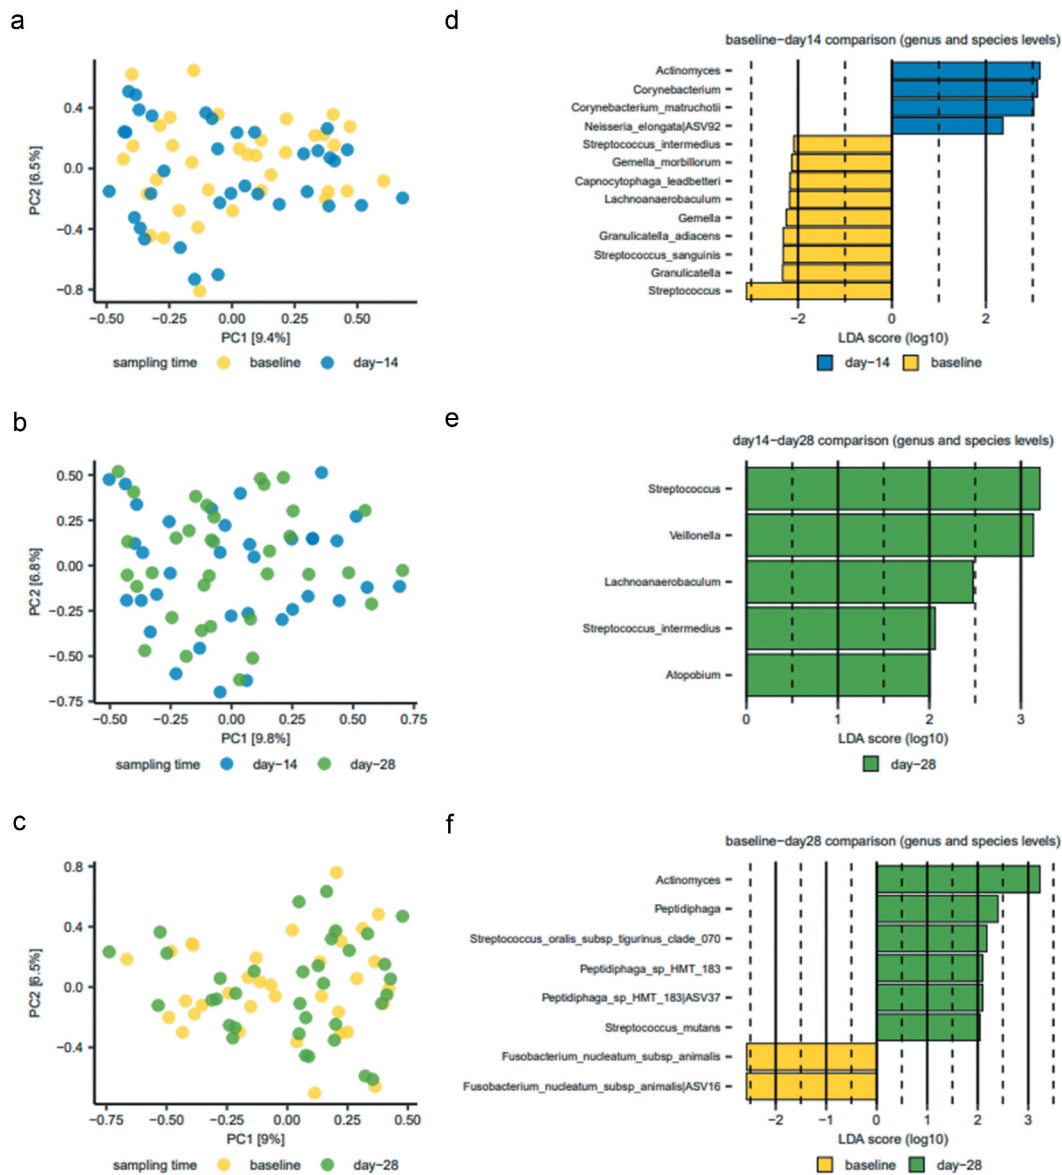 a
0.4
0.0
−0.4
−0.8
PC2 [6.5%]
−0.50 −0.25 0.00 0.25 0.50
PC1 [9.4%]
sampling time baseline day−14
d
baseline−day14 comparison (genus and species levels)
Actinomyces
Corynebacterium
Corynebacterium_matruchotii
Neisseria_elongata|ASV92
Streptococcus_intermedius
Gemella_morbillorum
Capnocytophaga_leadbetteri
Lachnoanaerobaculum
Gemella
Granulicatella_adiacens
Streptococcus_sanguinis
Granulicatella
Streptococcus
−2 0 2
LDA score (log10)
day−14 baseline
b
0.50
0.25
0.00
−0.25
−0.50
−0.75
PC2 [6.8%]
−0.50 −0.25 0.00 0.25 0.50 0.75
PC1 [9.8%]
sampling time day−14 day−28
e
day14−day28 comparison (genus and species levels)
Streptococcus
Veillonella
Lachnoanaerobaculum
Streptococcus_intermedius
Atopobium
0 1 2 3
LDA score (log10)
day−28
c
0.8
0.4
0.0
−0.4
PC2 [6.5%]
−0.75 −0.50 −0.25 0.00 0.25 0.50
PC1 [9%]
sampling time baseline day−28
f
baseline−day28 comparison (genus and species levels)
Actinomyces
Peptidiphaga
Streptococcus_oralis_subsp_tigurinus_clade_070
Peptidiphaga_sp_HMT_183
Peptidiphaga_sp_HMT_183|ASV37
Streptococcus_mutans
Fusobacterium_nucleatum_subsp_animalis
Fusobacterium_nucleatum_subsp_animalis|ASV16
−2 −1 0 1 2 3
LDA score (log10)
baseline day−28